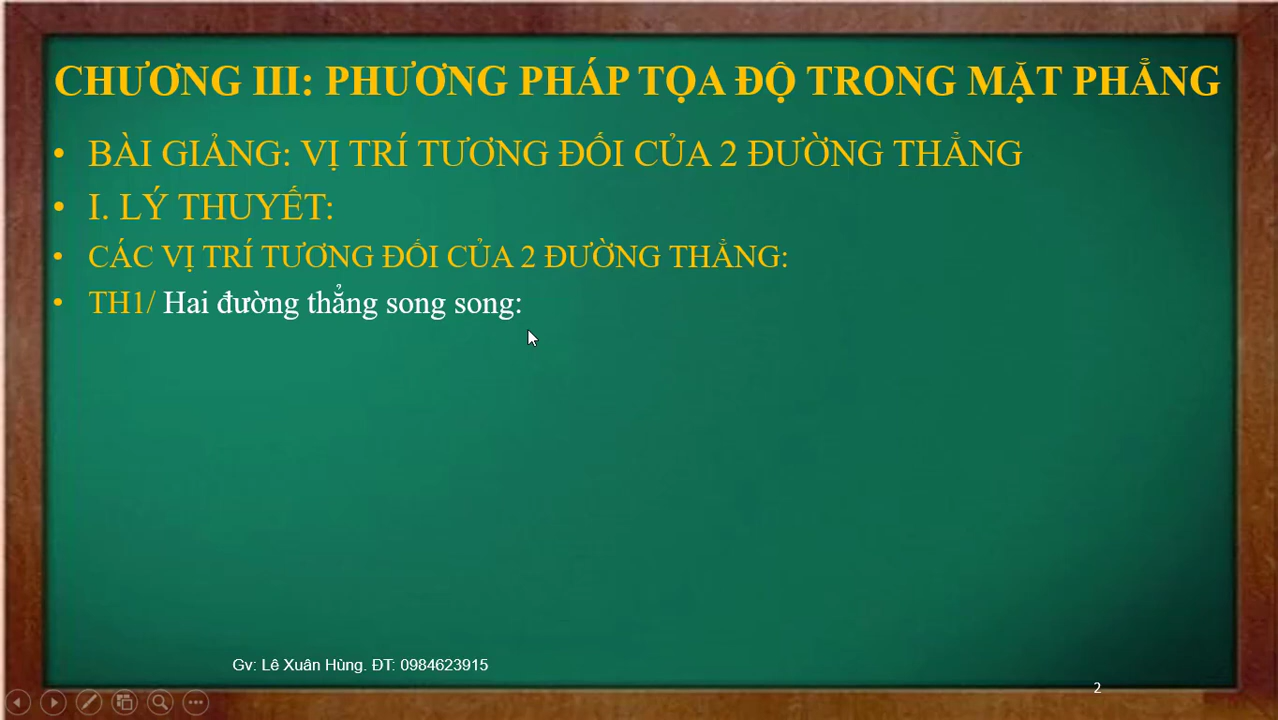 CHƯƠNG III: PHƯƠNG PHÁP TỌA ĐỘ TRONG MẶT PHẲNG
• BÀI GIẢNG: VỊ TRÍ TƯƠNG ĐỐI CỦA 2 ĐƯỜNG THẲNG
• I. LÝ THUYẾT:
• CÁC VỊ TRÍ TƯƠNG ĐỐI CỦA 2 ĐƯỜNG THẲNG:
• TH1/ Hai đường thẳng song song:
Gv: Lê Xuân Hùng. ĐT: 0984623915
2